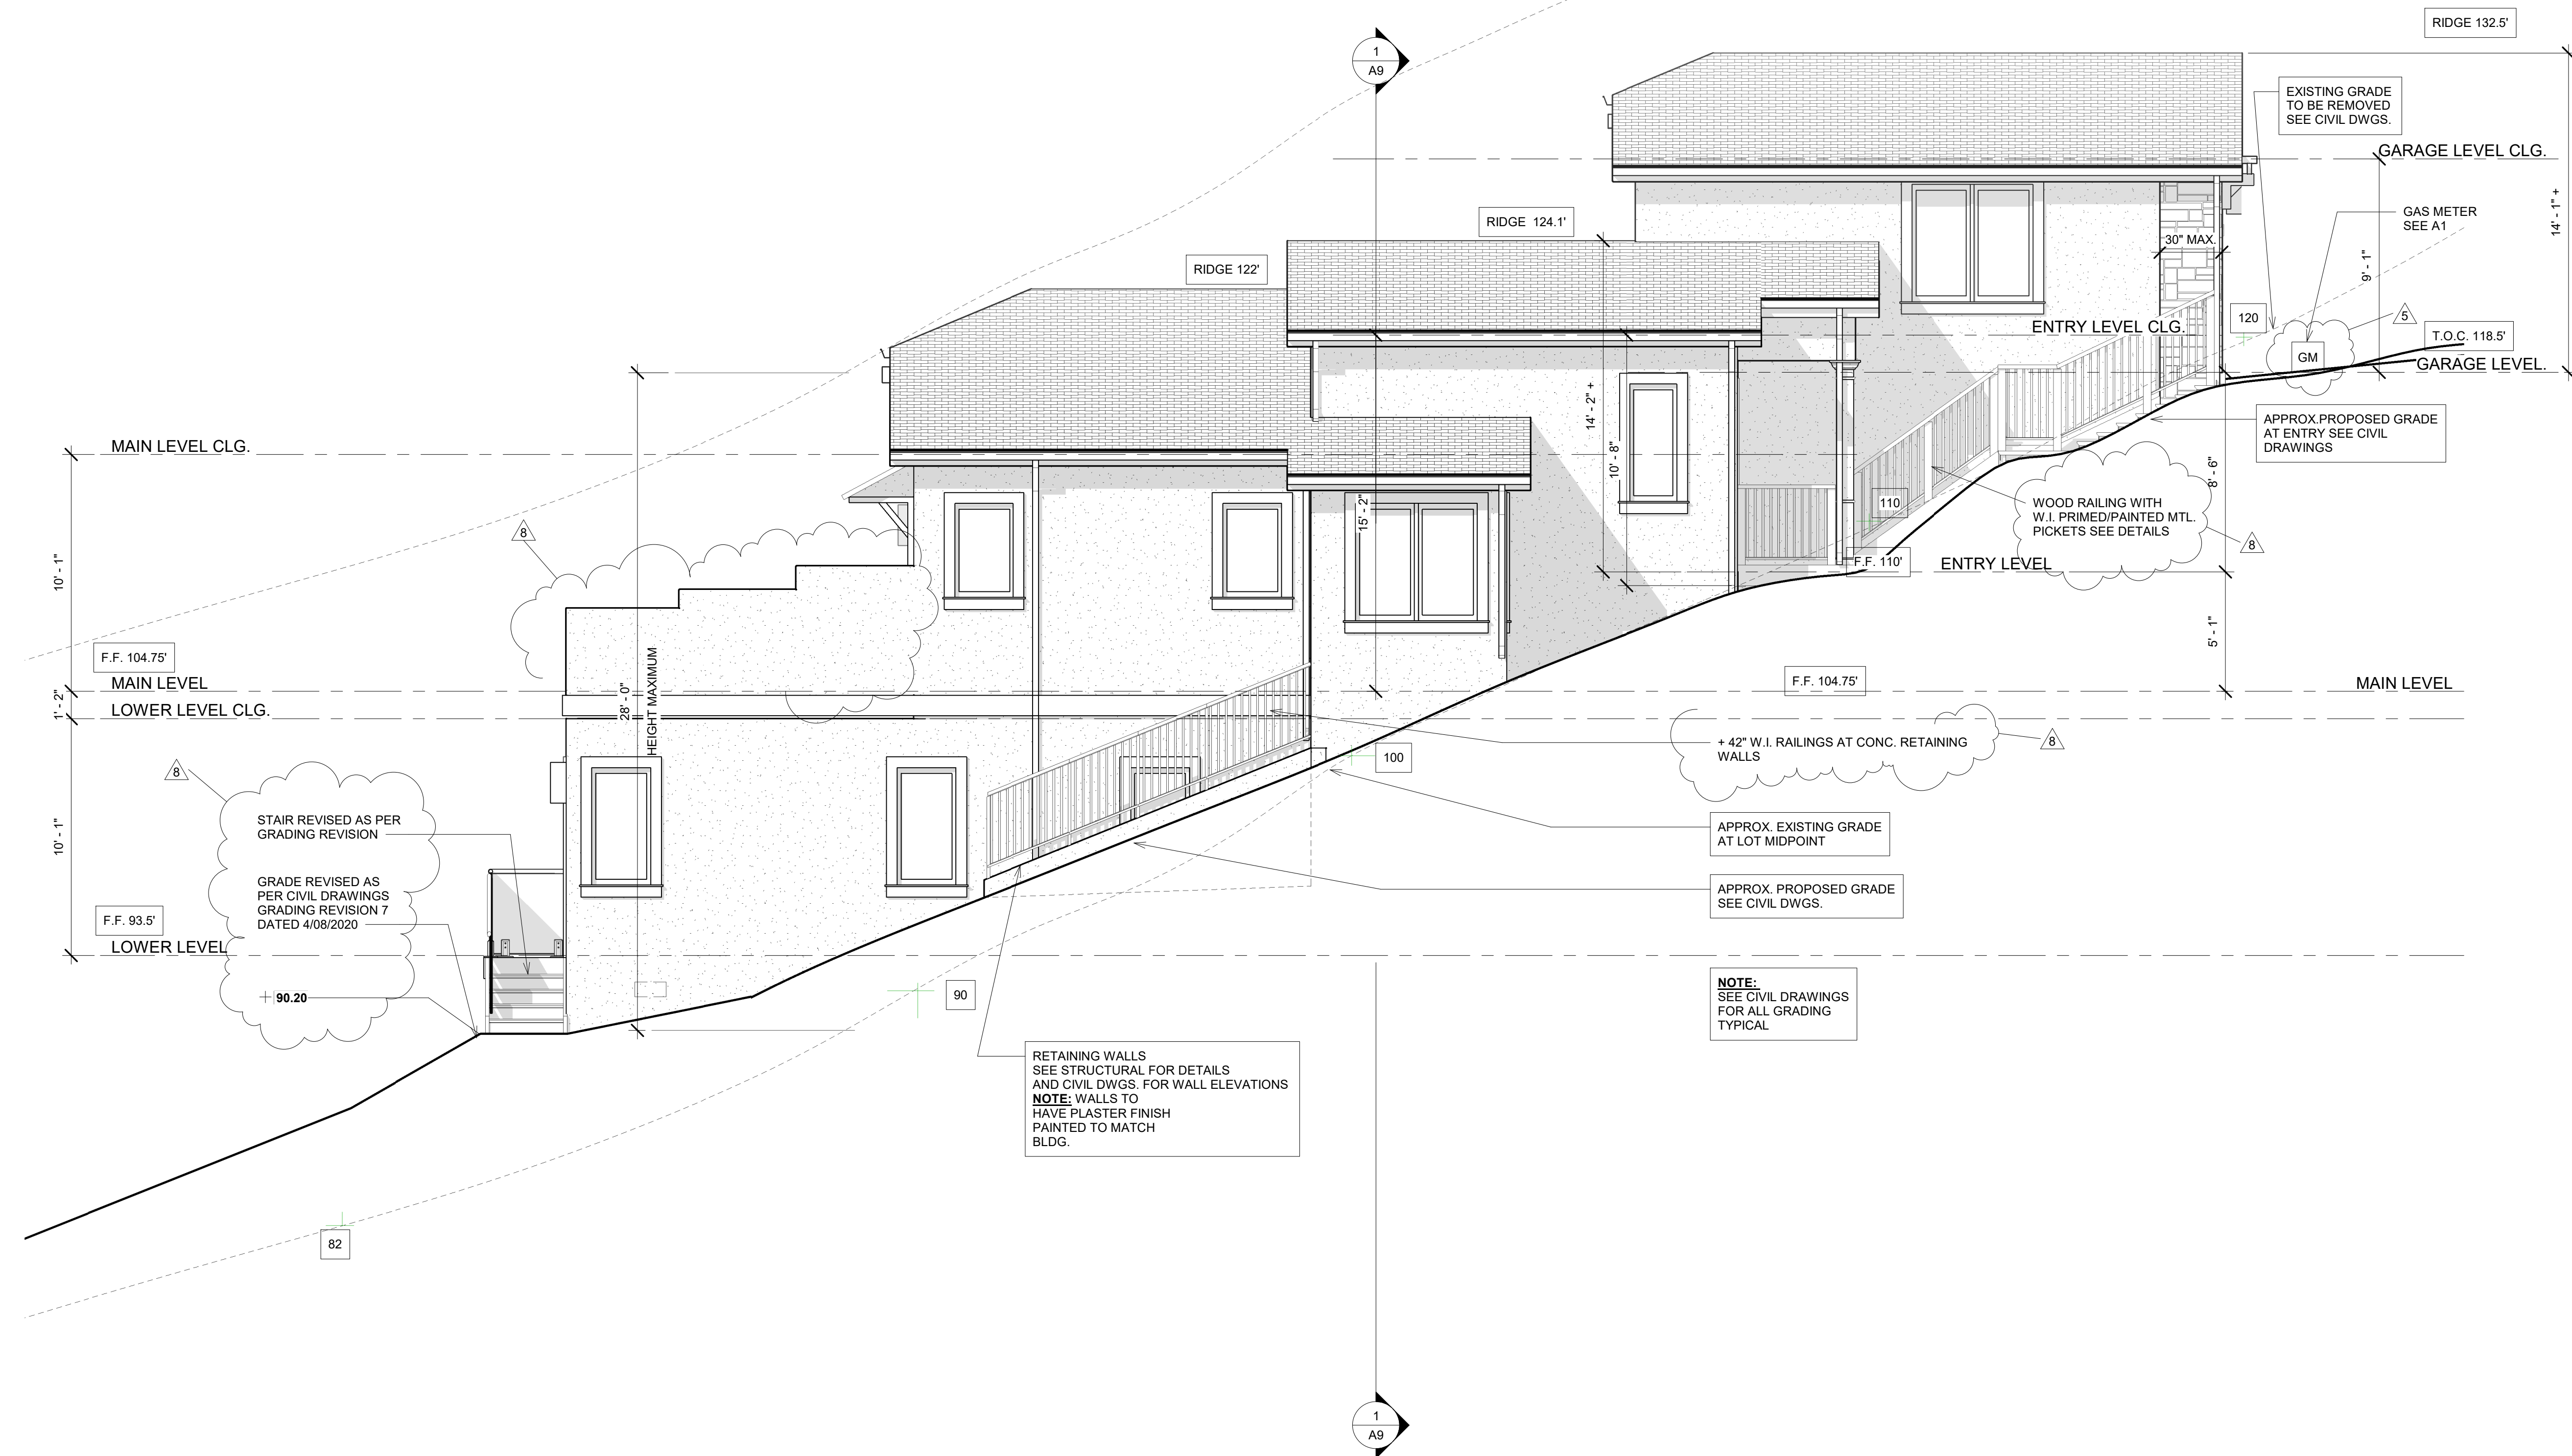 RIDGE 132.5'
1
A9
EXISTING GRADE
TO BE REMOVED
SEE CIVIL DWGS.
GARAGE LEVEL CLG.
14' - 1" +
GAS METER
SEE A1
RIDGE 124.1'
30" MAX.
9' - 1"
RIDGE 122'
120
5
ENTRY LEVEL CLG.
T.O.C. 118.5'
GM
GARAGE LEVEL.
14' - 2" +
APPROX.PROPOSED GRADE
AT ENTRY SEE CIVIL
DRAWINGS
MAIN LEVEL CLG.
10' - 8"
8' - 6"
15' - 2"
110
WOOD RAILING WITH
W.I. PRIMED/PAINTED MTL.
PICKETS SEE DETAILS
8
8
F.F. 110'
ENTRY LEVEL
10' - 1"
5' - 1"
F.F. 104.75'
MAIN LEVEL
F.F. 104.75'
MAIN LEVEL
1' - 2"
LOWER LEVEL CLG.
28' - 0"
HEIGHT MAXIMUM
+ 42" W.I. RAILINGS AT CONC. RETAINING
WALLS
8
100
8
STAIR REVISED AS PER
GRADING REVISION
10' - 1"
APPROX. EXISTING GRADE
AT LOT MIDPOINT
GRADE REVISED AS
PER CIVIL DRAWINGS
GRADING REVISION 7
DATED 4/08/2020
APPROX. PROPOSED GRADE
SEE CIVIL DWGS.
F.F. 93.5'
LOWER LEVEL
90.20
90
NOTE:
SEE CIVIL DRAWINGS
FOR ALL GRADING
TYPICAL
RETAINING WALLS
SEE STRUCTURAL FOR DETAILS
AND CIVIL DWGS. FOR WALL ELEVATIONS
NOTE: WALLS TO
HAVE PLASTER FINISH
PAINTED TO MATCH
BLDG.
82
1
A9